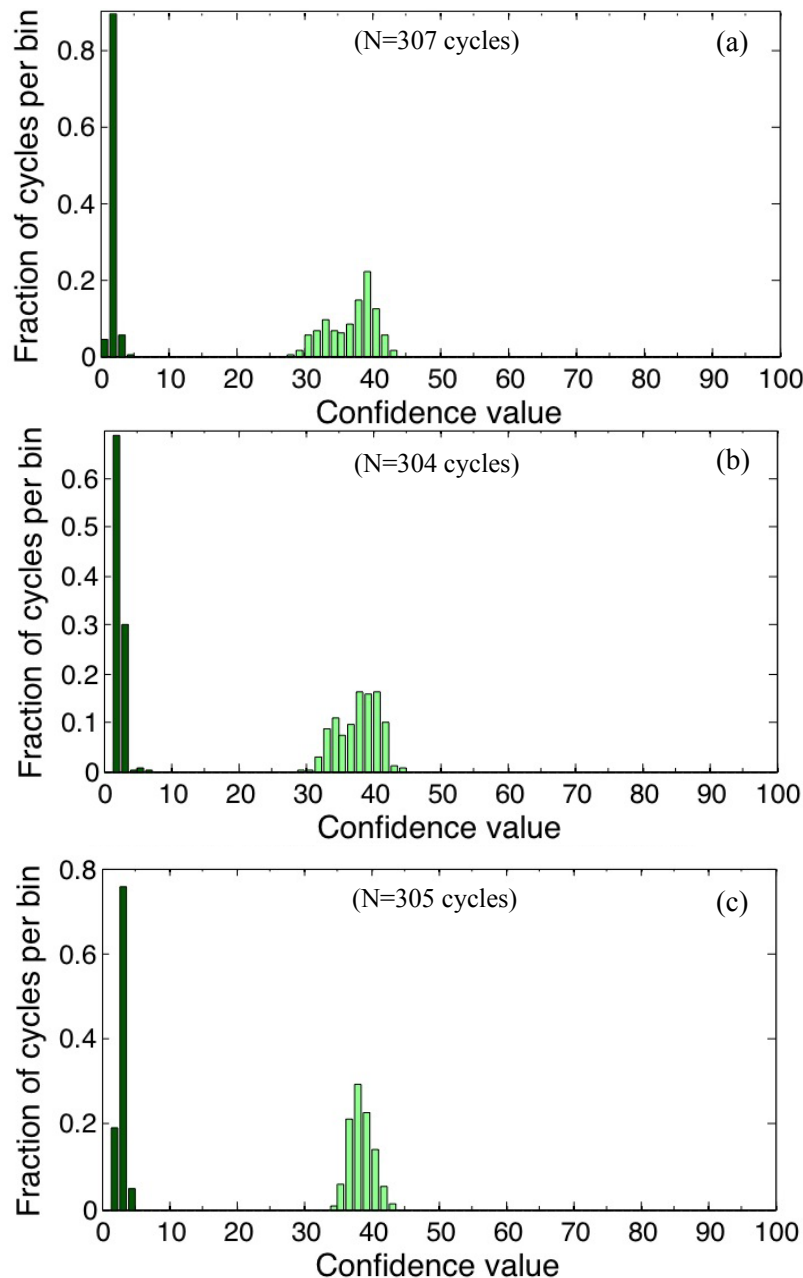 (N=307 cycles)
(a)
Fraction of cycles per bin
0.8
0.6
0.4
0.2
0
0 10 20 30 40 50 60 70 80 90 100
Confidence value
(N=304 cycles)
(b)
Fraction of cycles per bin
0.6
0.5
0.4
0.3
0.2
0.1
0
0 10 20 30 40 50 60 70 80 90 100
Confidence value
(N=305 cycles)
(c)
Fraction of cycles per bin
0.8
0.6
0.4
0.2
0
0 10 20 30 40 50 60 70 80 90 100
Confidence value